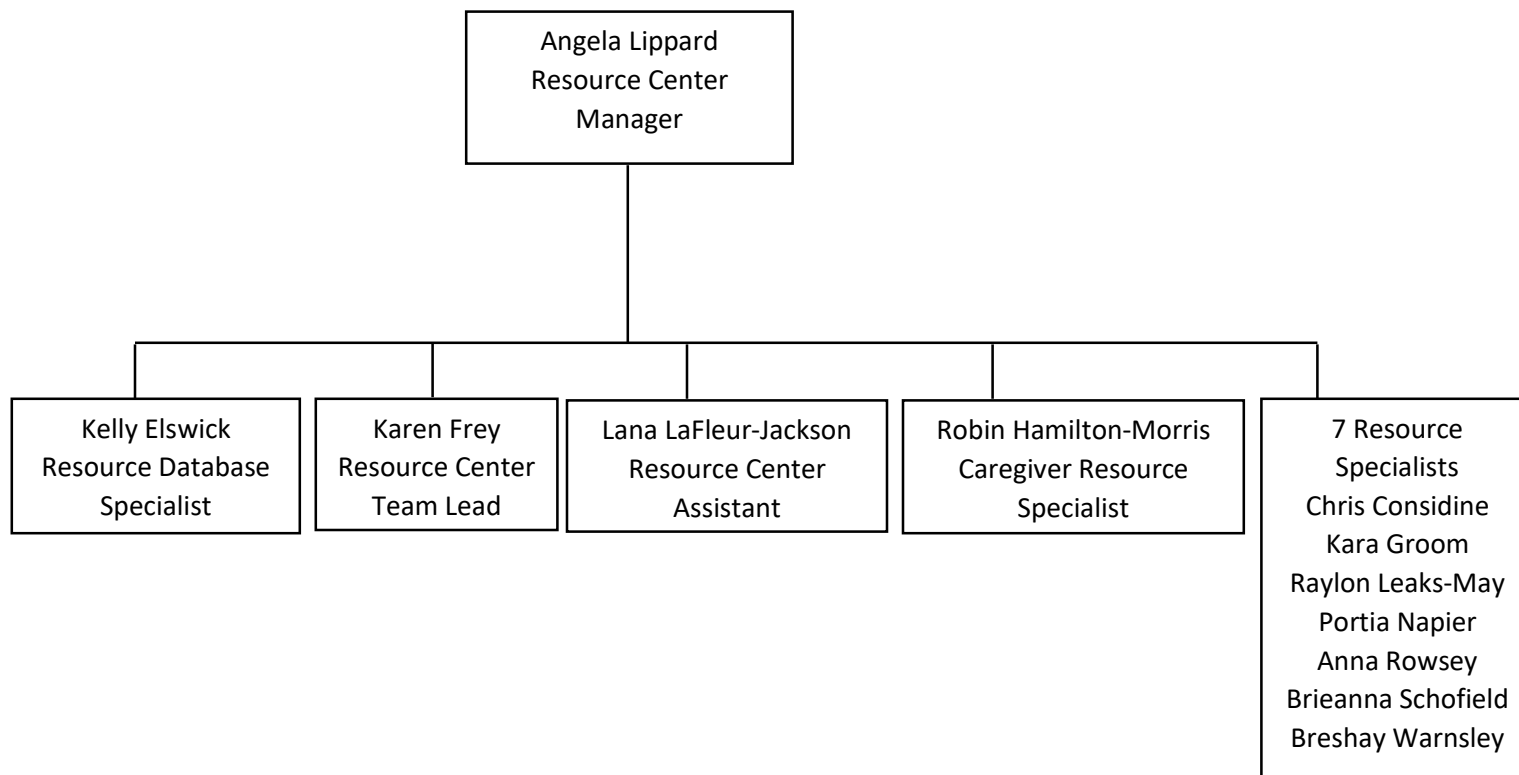 Angela Lippard
Resource Center
Manager
Kelly Elswick
Resource Database
Specialist
Karen Frey
Resource Center
Team Lead
Lana LaFleur-Jackson
Resource Center
Assistant
Robin Hamilton-Morris
Caregiver Resource
Specialist
7 Resource
Specialists
Chris Considine
Kara Groom
Raylon Leaks-May
Portia Napier
Anna Rowsey
Brieanna Schofield
Breshay Warnsley